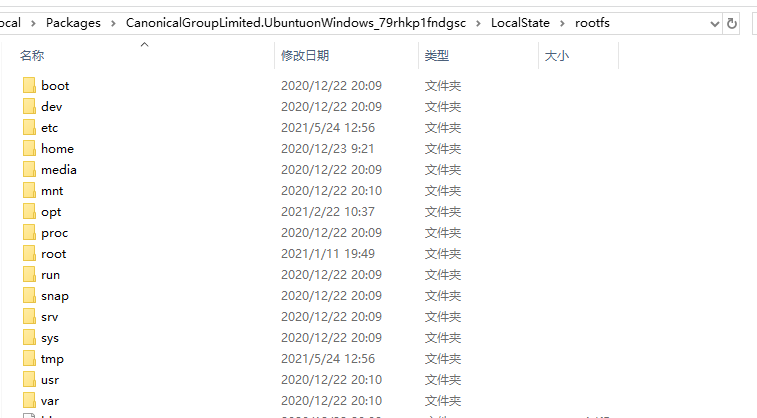 ocal > Packages > CanonicalGroupLimited.UbuntuonWindows_79rhkp1fndgsc > LocalState > rootfs
名称 修改日期 类型 大小
boot 2020/12/22 20:09 文件夹
dev 2020/12/22 20:09 文件夹
etc 2021/5/24 12:56 文件夹
home 2020/12/23 9:21 文件夹
media 2020/12/22 20:09 文件夹
mnt 2020/12/22 20:10 文件夹
opt 2021/2/22 10:37 文件夹
proc 2020/12/22 20:09 文件夹
root 2021/1/11 19:49 文件夹
run 2020/12/22 20:09 文件夹
snap 2020/12/22 20:09 文件夹
srv 2020/12/22 20:09 文件夹
sys 2020/12/22 20:09 文件夹
tmp 2021/5/24 12:56 文件夹
usr 2020/12/22 20:10 文件夹
var 2020/12/22 20:10 文件夹